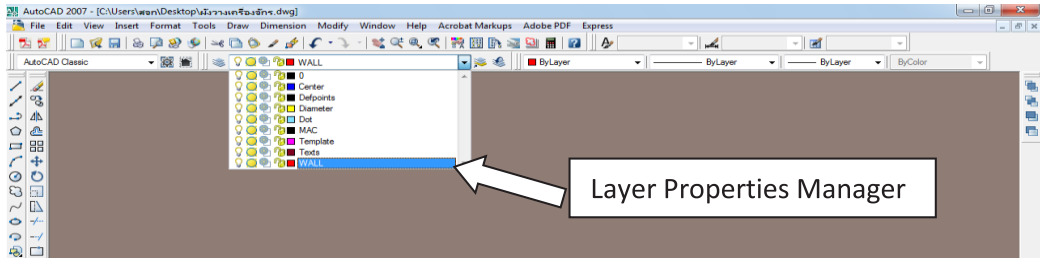 AutoCAD 2007 - [C:\Users\ศอก\Desktop\ผังวางเครื่องจักร.dwg]
File Edit View Insert Format Tools Draw Dimension Modify Window Help Acrobat Markups Adobe PDF Express
AutoCAD Classic WALL ByLayer ByLayer ByLayer ByColor
0
Center
Defpoints
Diameter
Dot
MAC
Template
Texts
WALL
Layer Properties Manager